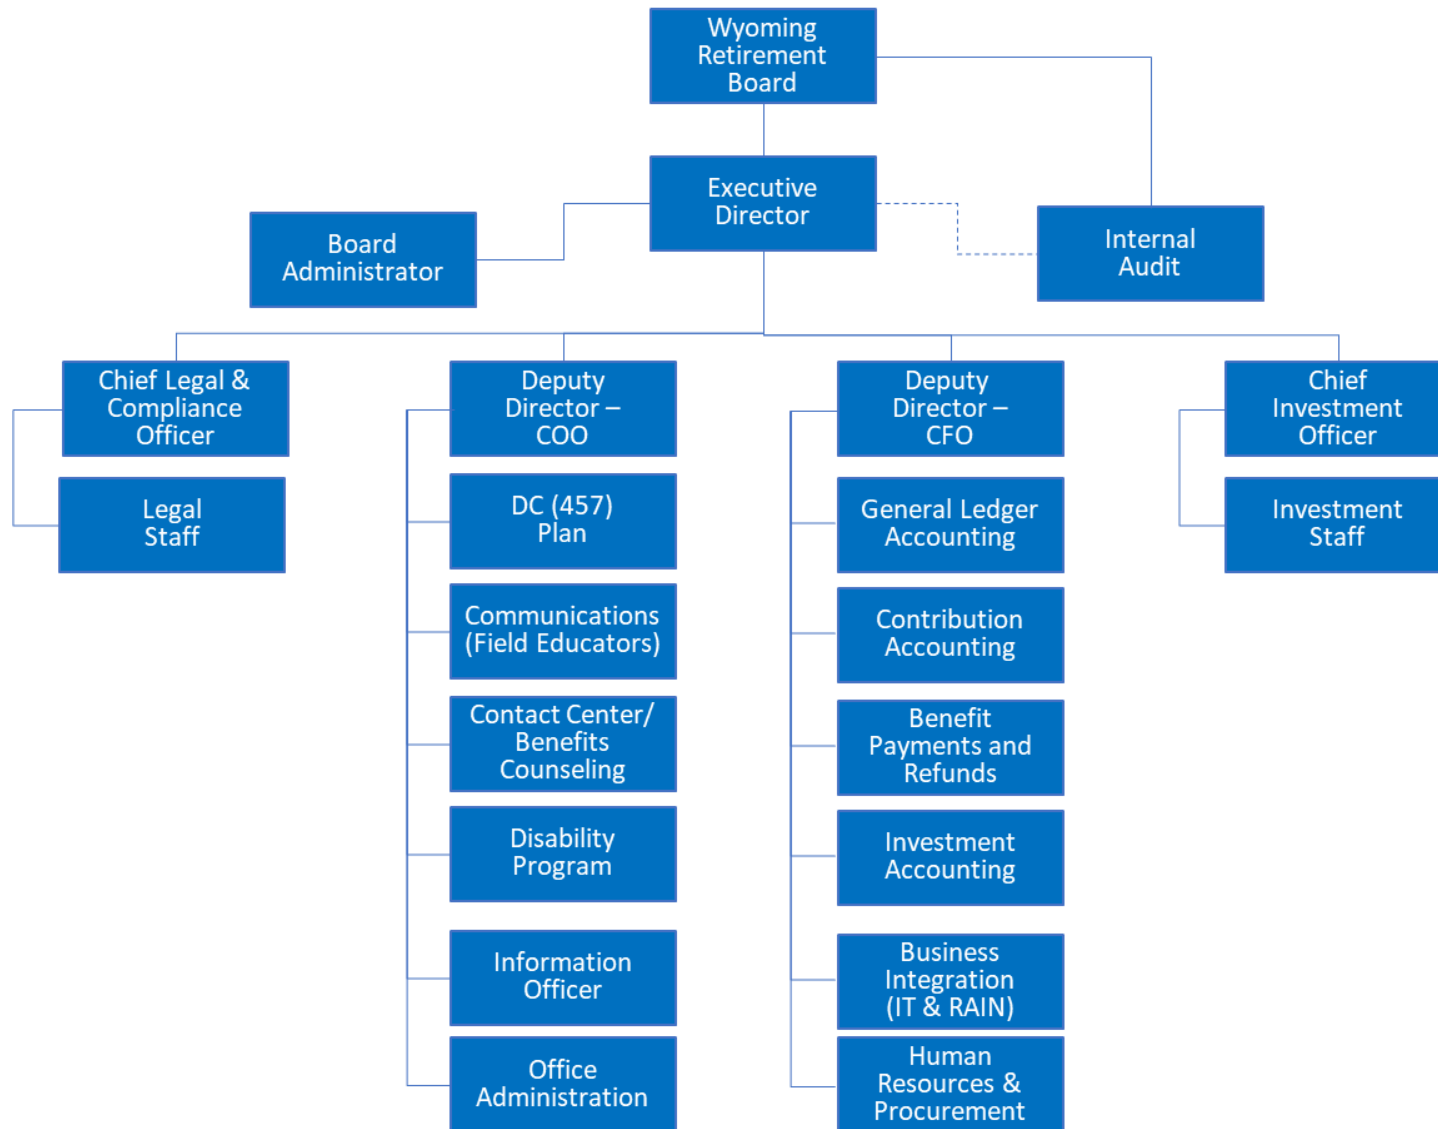 Wyoming
Retirement
Board
Executive
Director
Board
Administrator
Internal
Audit
Chief Legal &
Compliance
Officer
Legal
Staff
Deputy
Director –
COO
DC (457)
Plan
Communications
(Field Educators)
Contact Center/
Benefits
Counseling
Disability
Program
Information
Officer
Office
Administration
Deputy
Director –
CFO
General Ledger
Accounting
Contribution
Accounting
Benefit
Payments and
Refunds
Investment
Accounting
Business
Integration
(IT & RAIN)
Human
Resources &
Procurement
Chief
Investment
Officer
Investment
Staff